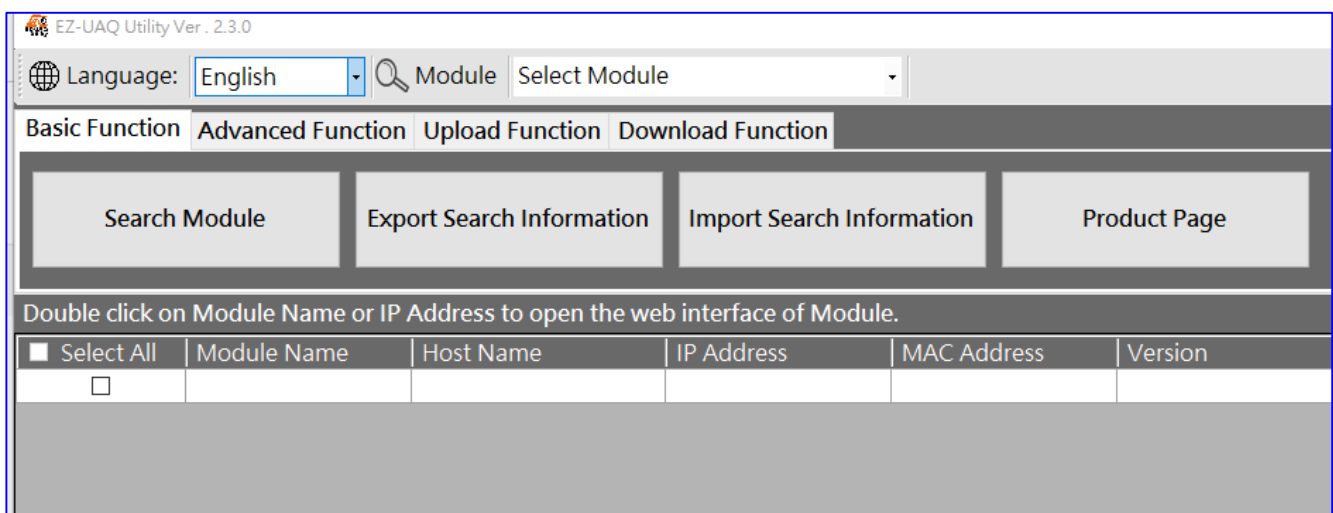 EZ-UAQ Utility Ver . 2.3.0
Language: English Module Select Module
Basic Function Advanced Function Upload Function Download Function
Search Module Export Search Information Import Search Information Product Page
Double click on Module Name or IP Address to open the web interface of Module.
Select All Module Name Host Name IP Address MAC Address Version